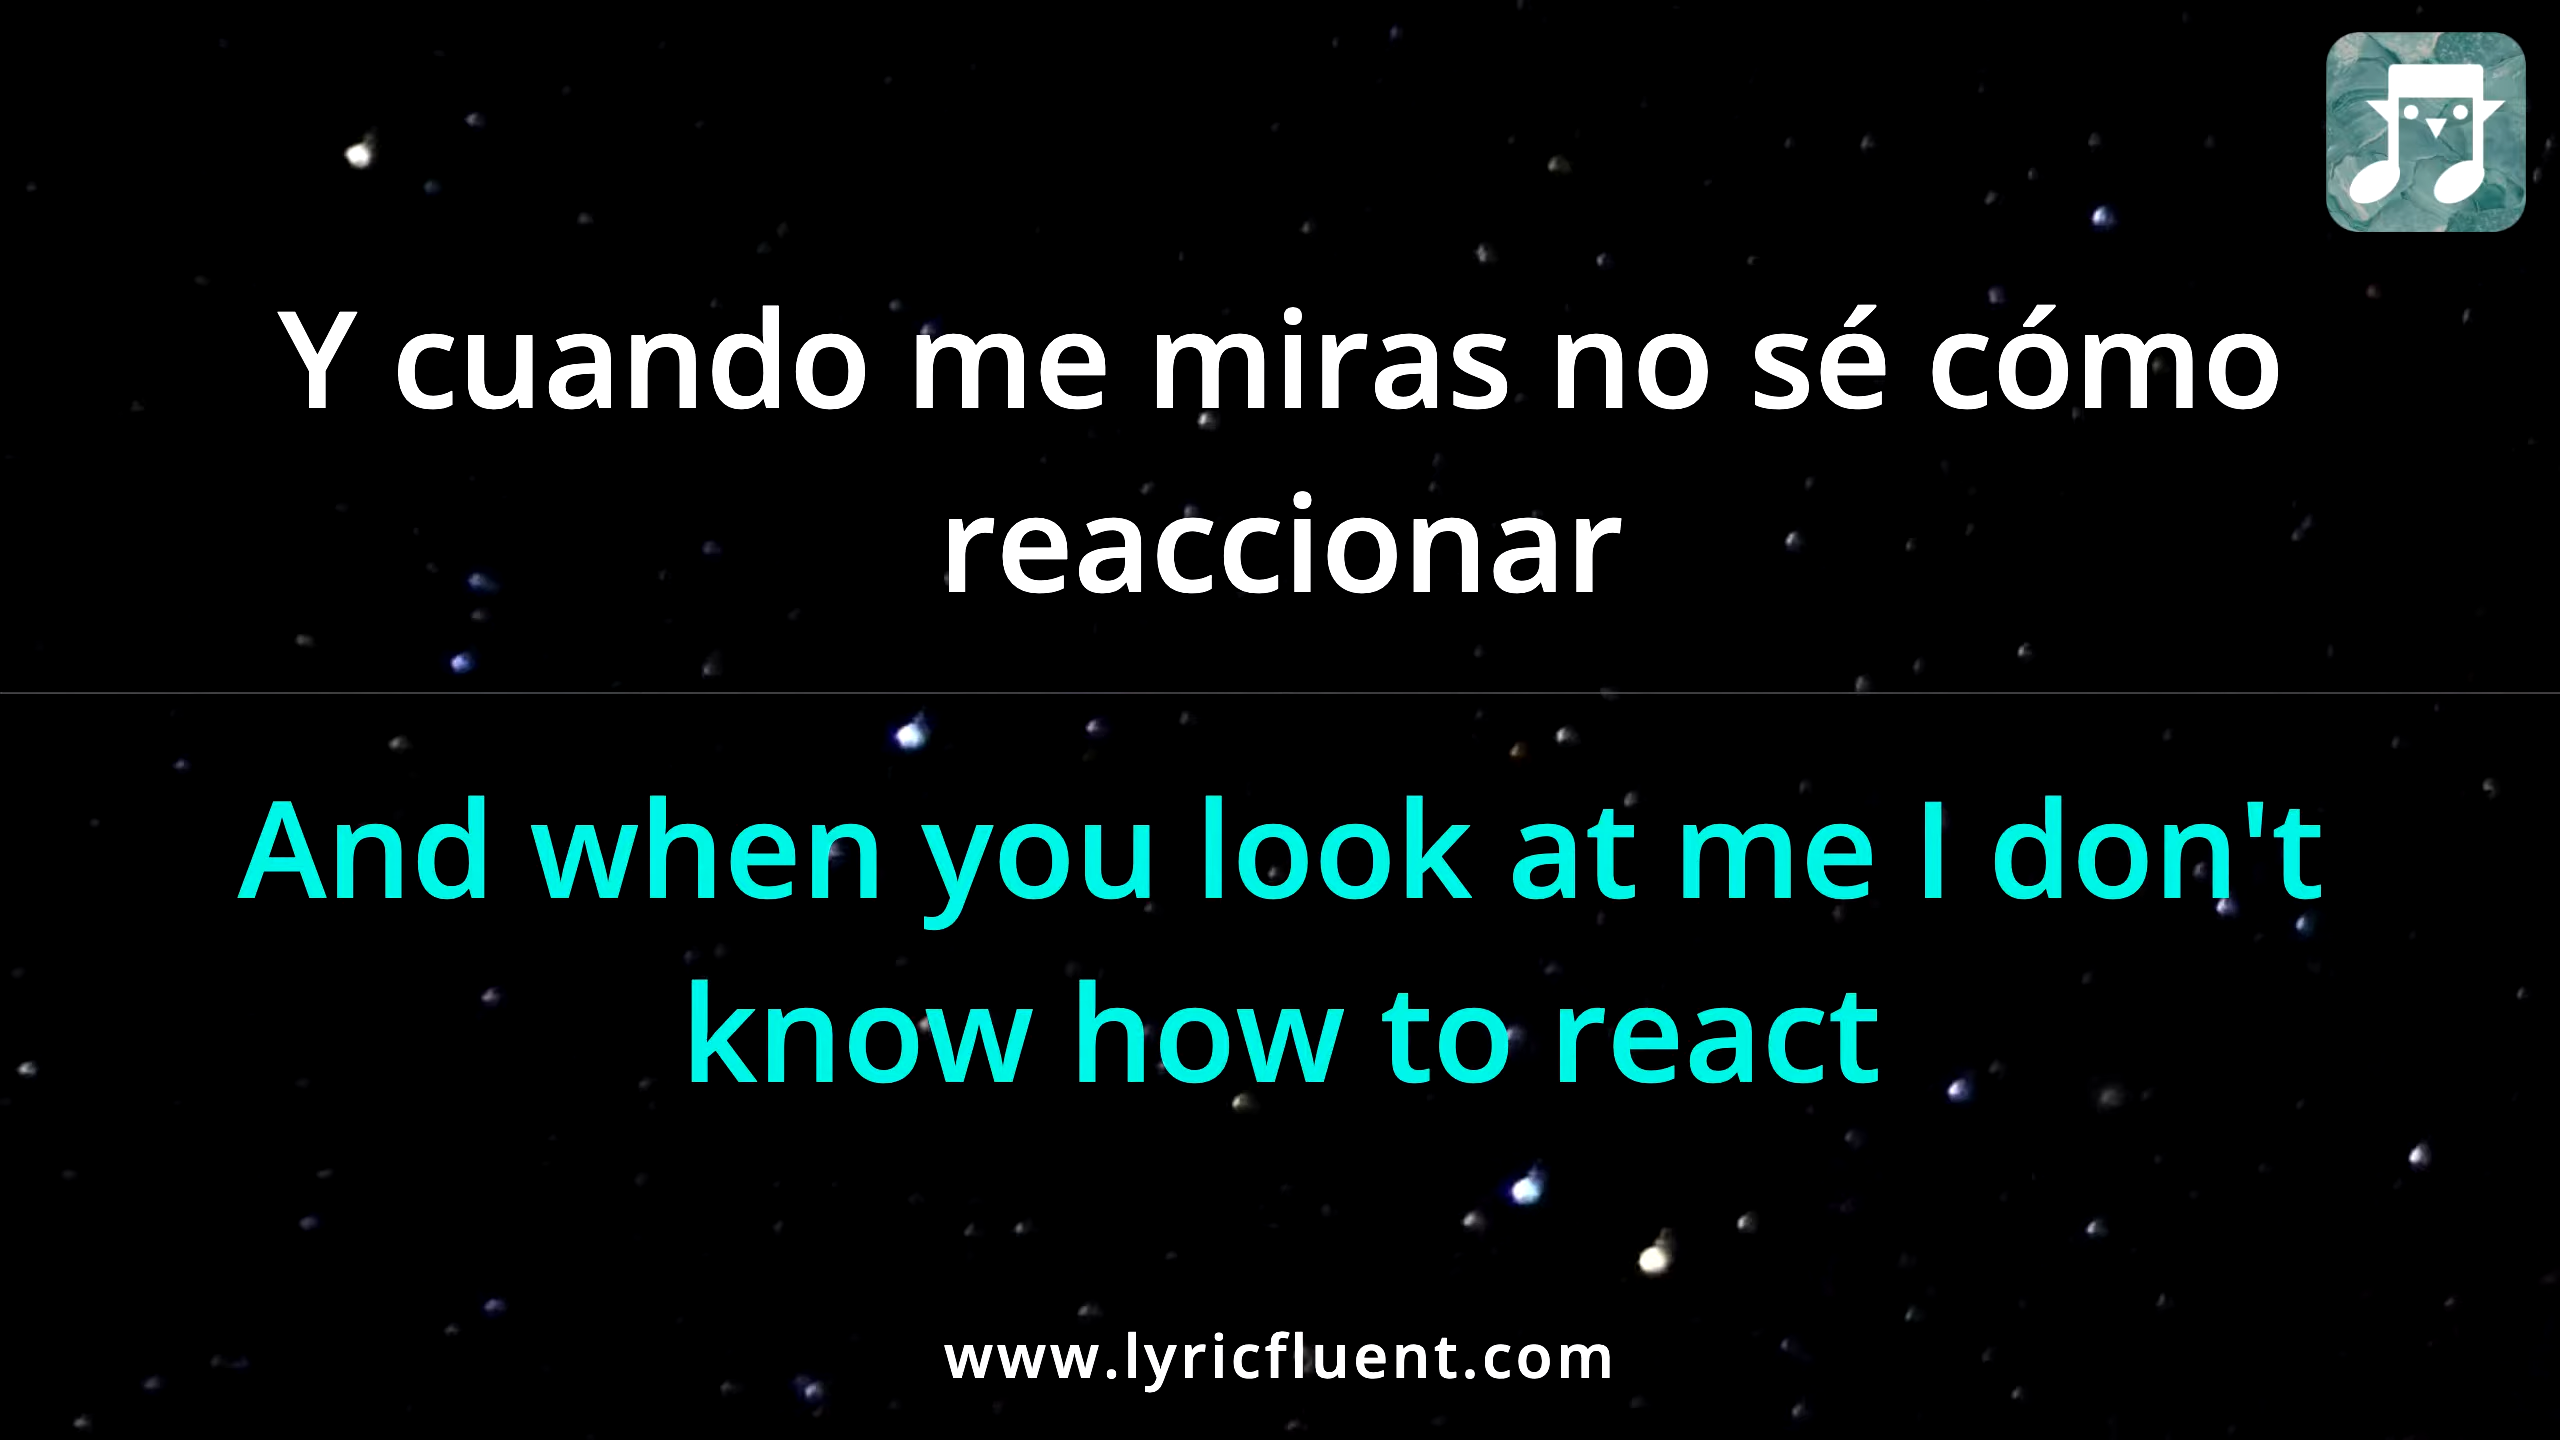 Y cuando me miras no sé cómo
reaccionar
And when you look at me I don't
know how to react
www.lyricfluent.com